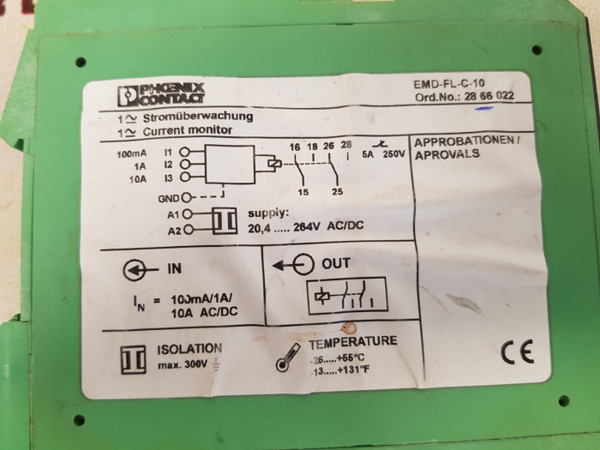 PHŒNIX
CONTACT
EMD-FL-C-10
Ord.No.: 28 66 022
1 ≃ Stromüberwachung
1 ≃ Current monitor
APPROBATIONEN /
APROVALS
16 18 26 28
5A 250V
100mA I1
1A I2
10A I3
15 25
GND
A1
A2
supply:
20,4 ..... 264V AC/DC
IN
OUT
IN = 100mA/1A/
10A AC/DC
ISOLATION
max. 300V
TEMPERATURE
-25.....+55°C
-13.....+131°F
CE